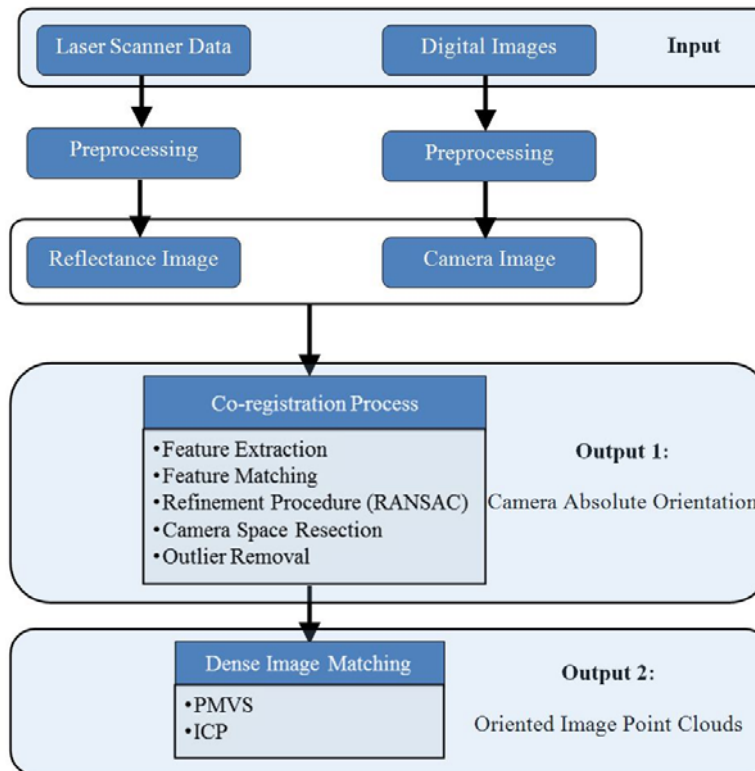 Laser Scanner Data
Digital Images
Input
Preprocessing
Preprocessing
Reflectance Image
Camera Image
Co-registration Process
•Feature Extraction
•Feature Matching
•Refinement Procedure (RANSAC)
•Camera Space Resection
•Outlier Removal
Output 1:
Camera Absolute Orientation
Dense Image Matching
•PMVS
•ICP
Output 2:
Oriented Image Point Clouds